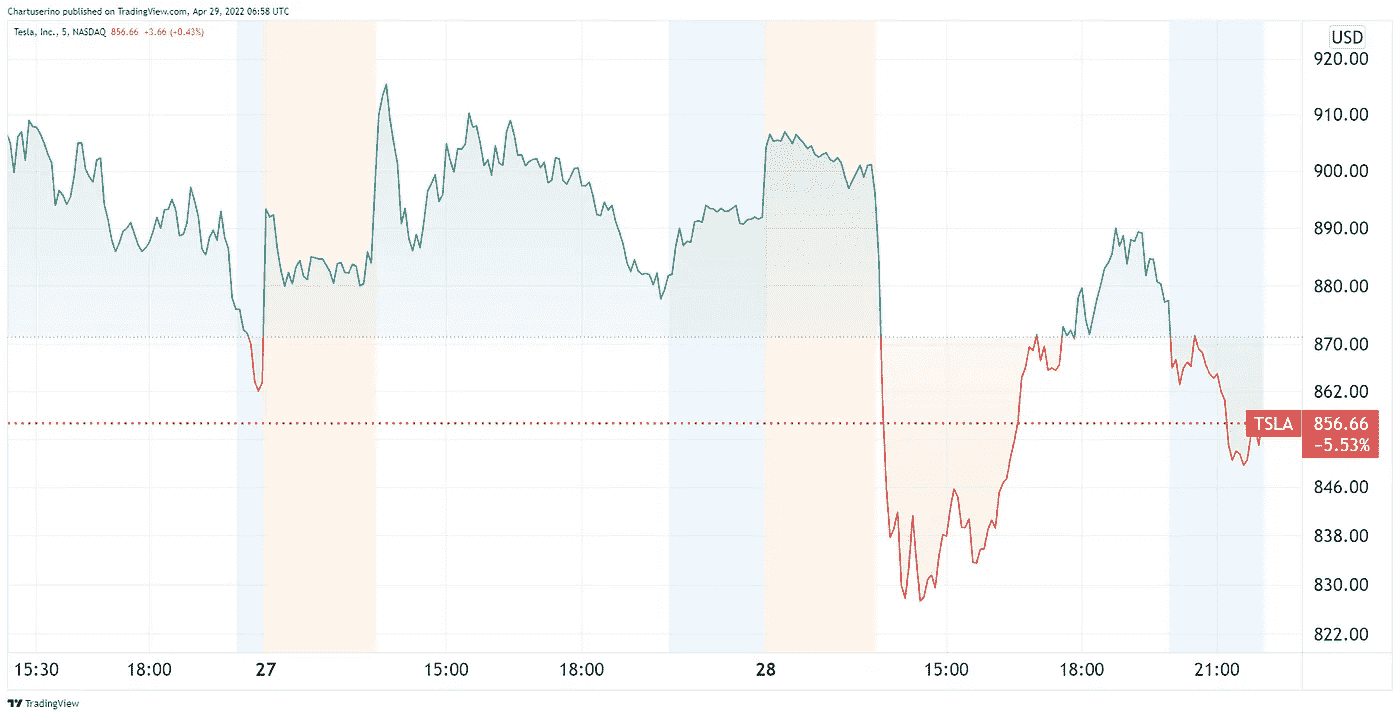 Chartuserino published on TradingView.com, Apr 29, 2022 06:58 UTC
Tesla, Inc., 5, NASDAQ 856.66 +3.66 (+0.43%)
USD
920.00
910.00
900.00
890.00
880.00
870.00
862.00
TSLA 856.66
−5.53%
846.00
838.00
830.00
822.00
15:30 18:00 27 15:00 18:00 28 15:00 18:00 21:00
TradingView